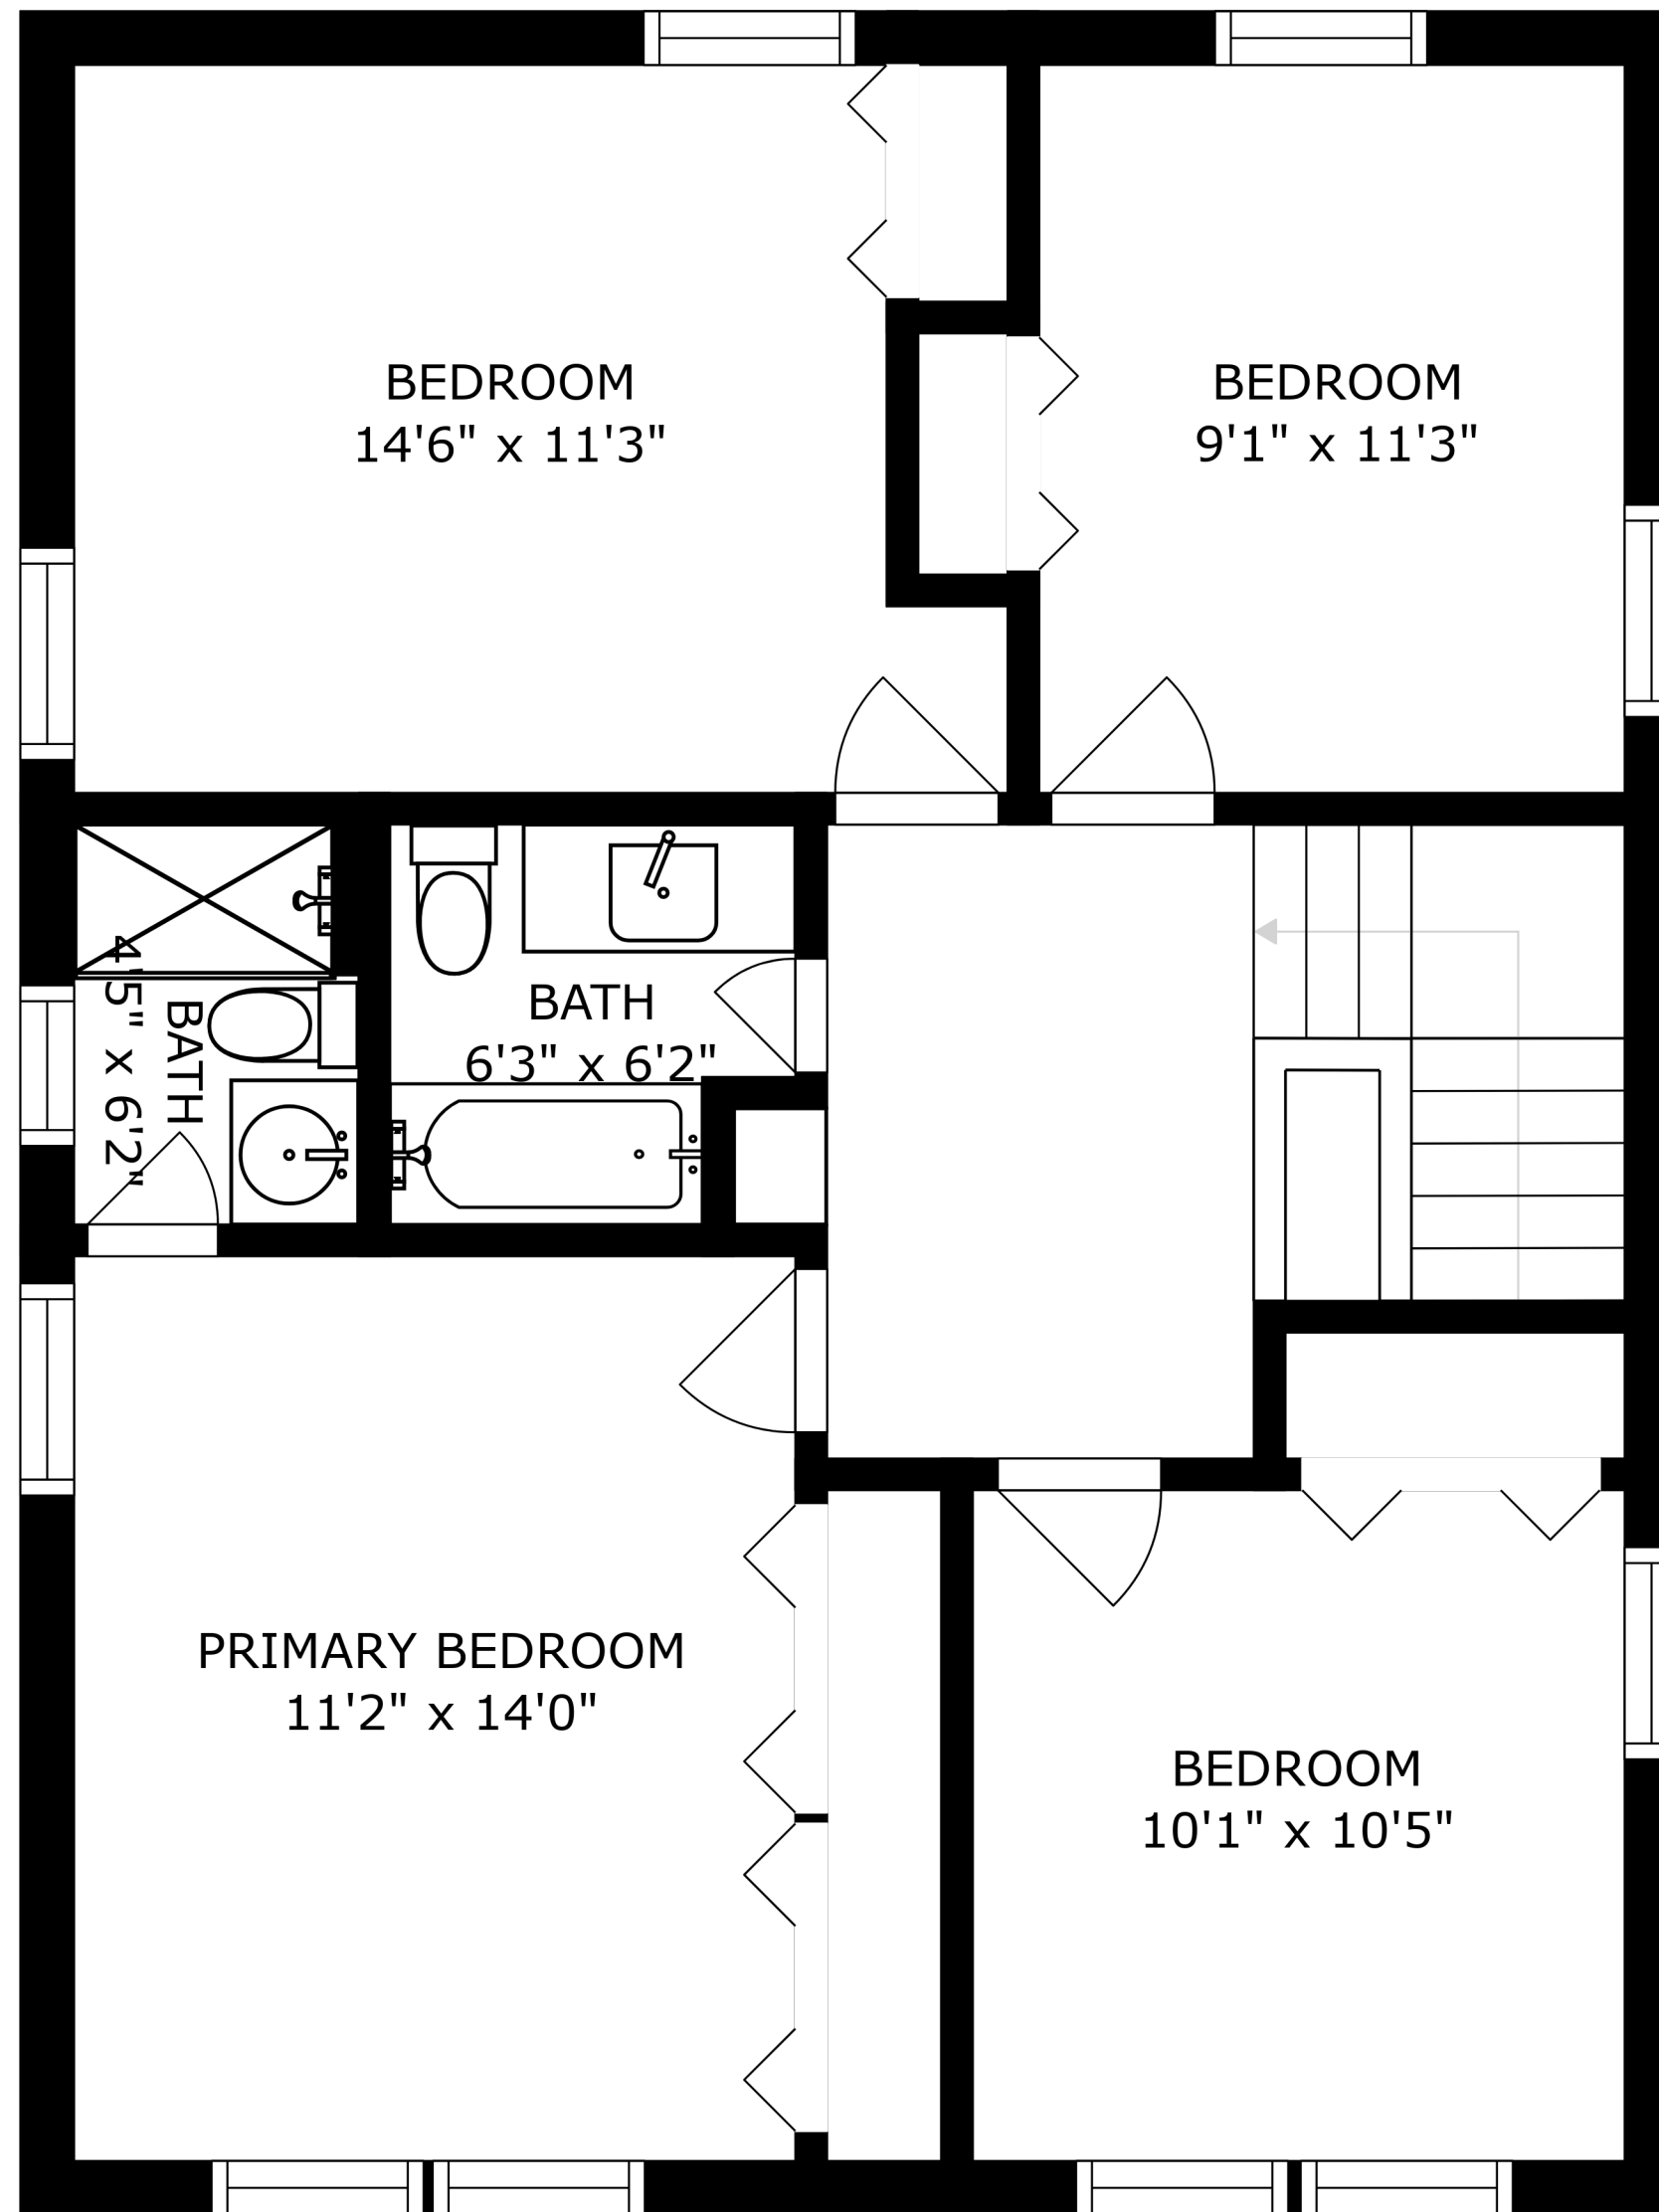 BEDROOM
14'6" x 11'3"
BEDROOM
9'1" x 11'3"
BATH
4'5" x 6'2"
BATH
6'3" x 6'2"
PRIMARY BEDROOM
11'2" x 14'0"
BEDROOM
10'1" x 10'5"